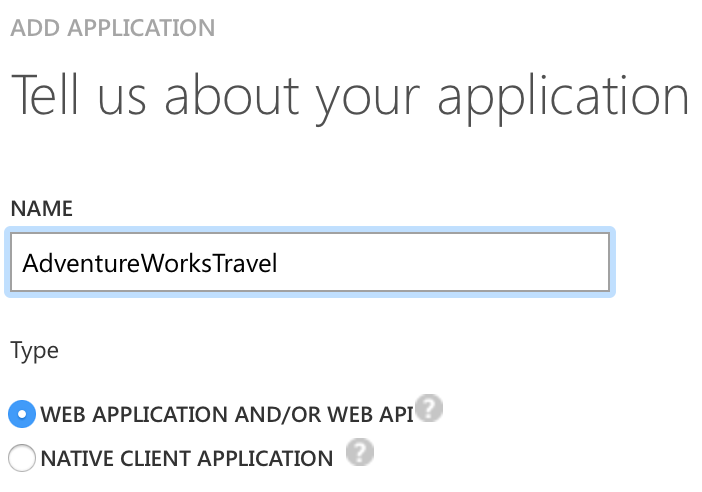 ADD APPLICATION
Tell us about your application
NAME
AdventureWorksTravel
Type
WEB APPLICATION AND/OR WEB API ?
NATIVE CLIENT APPLICATION ?